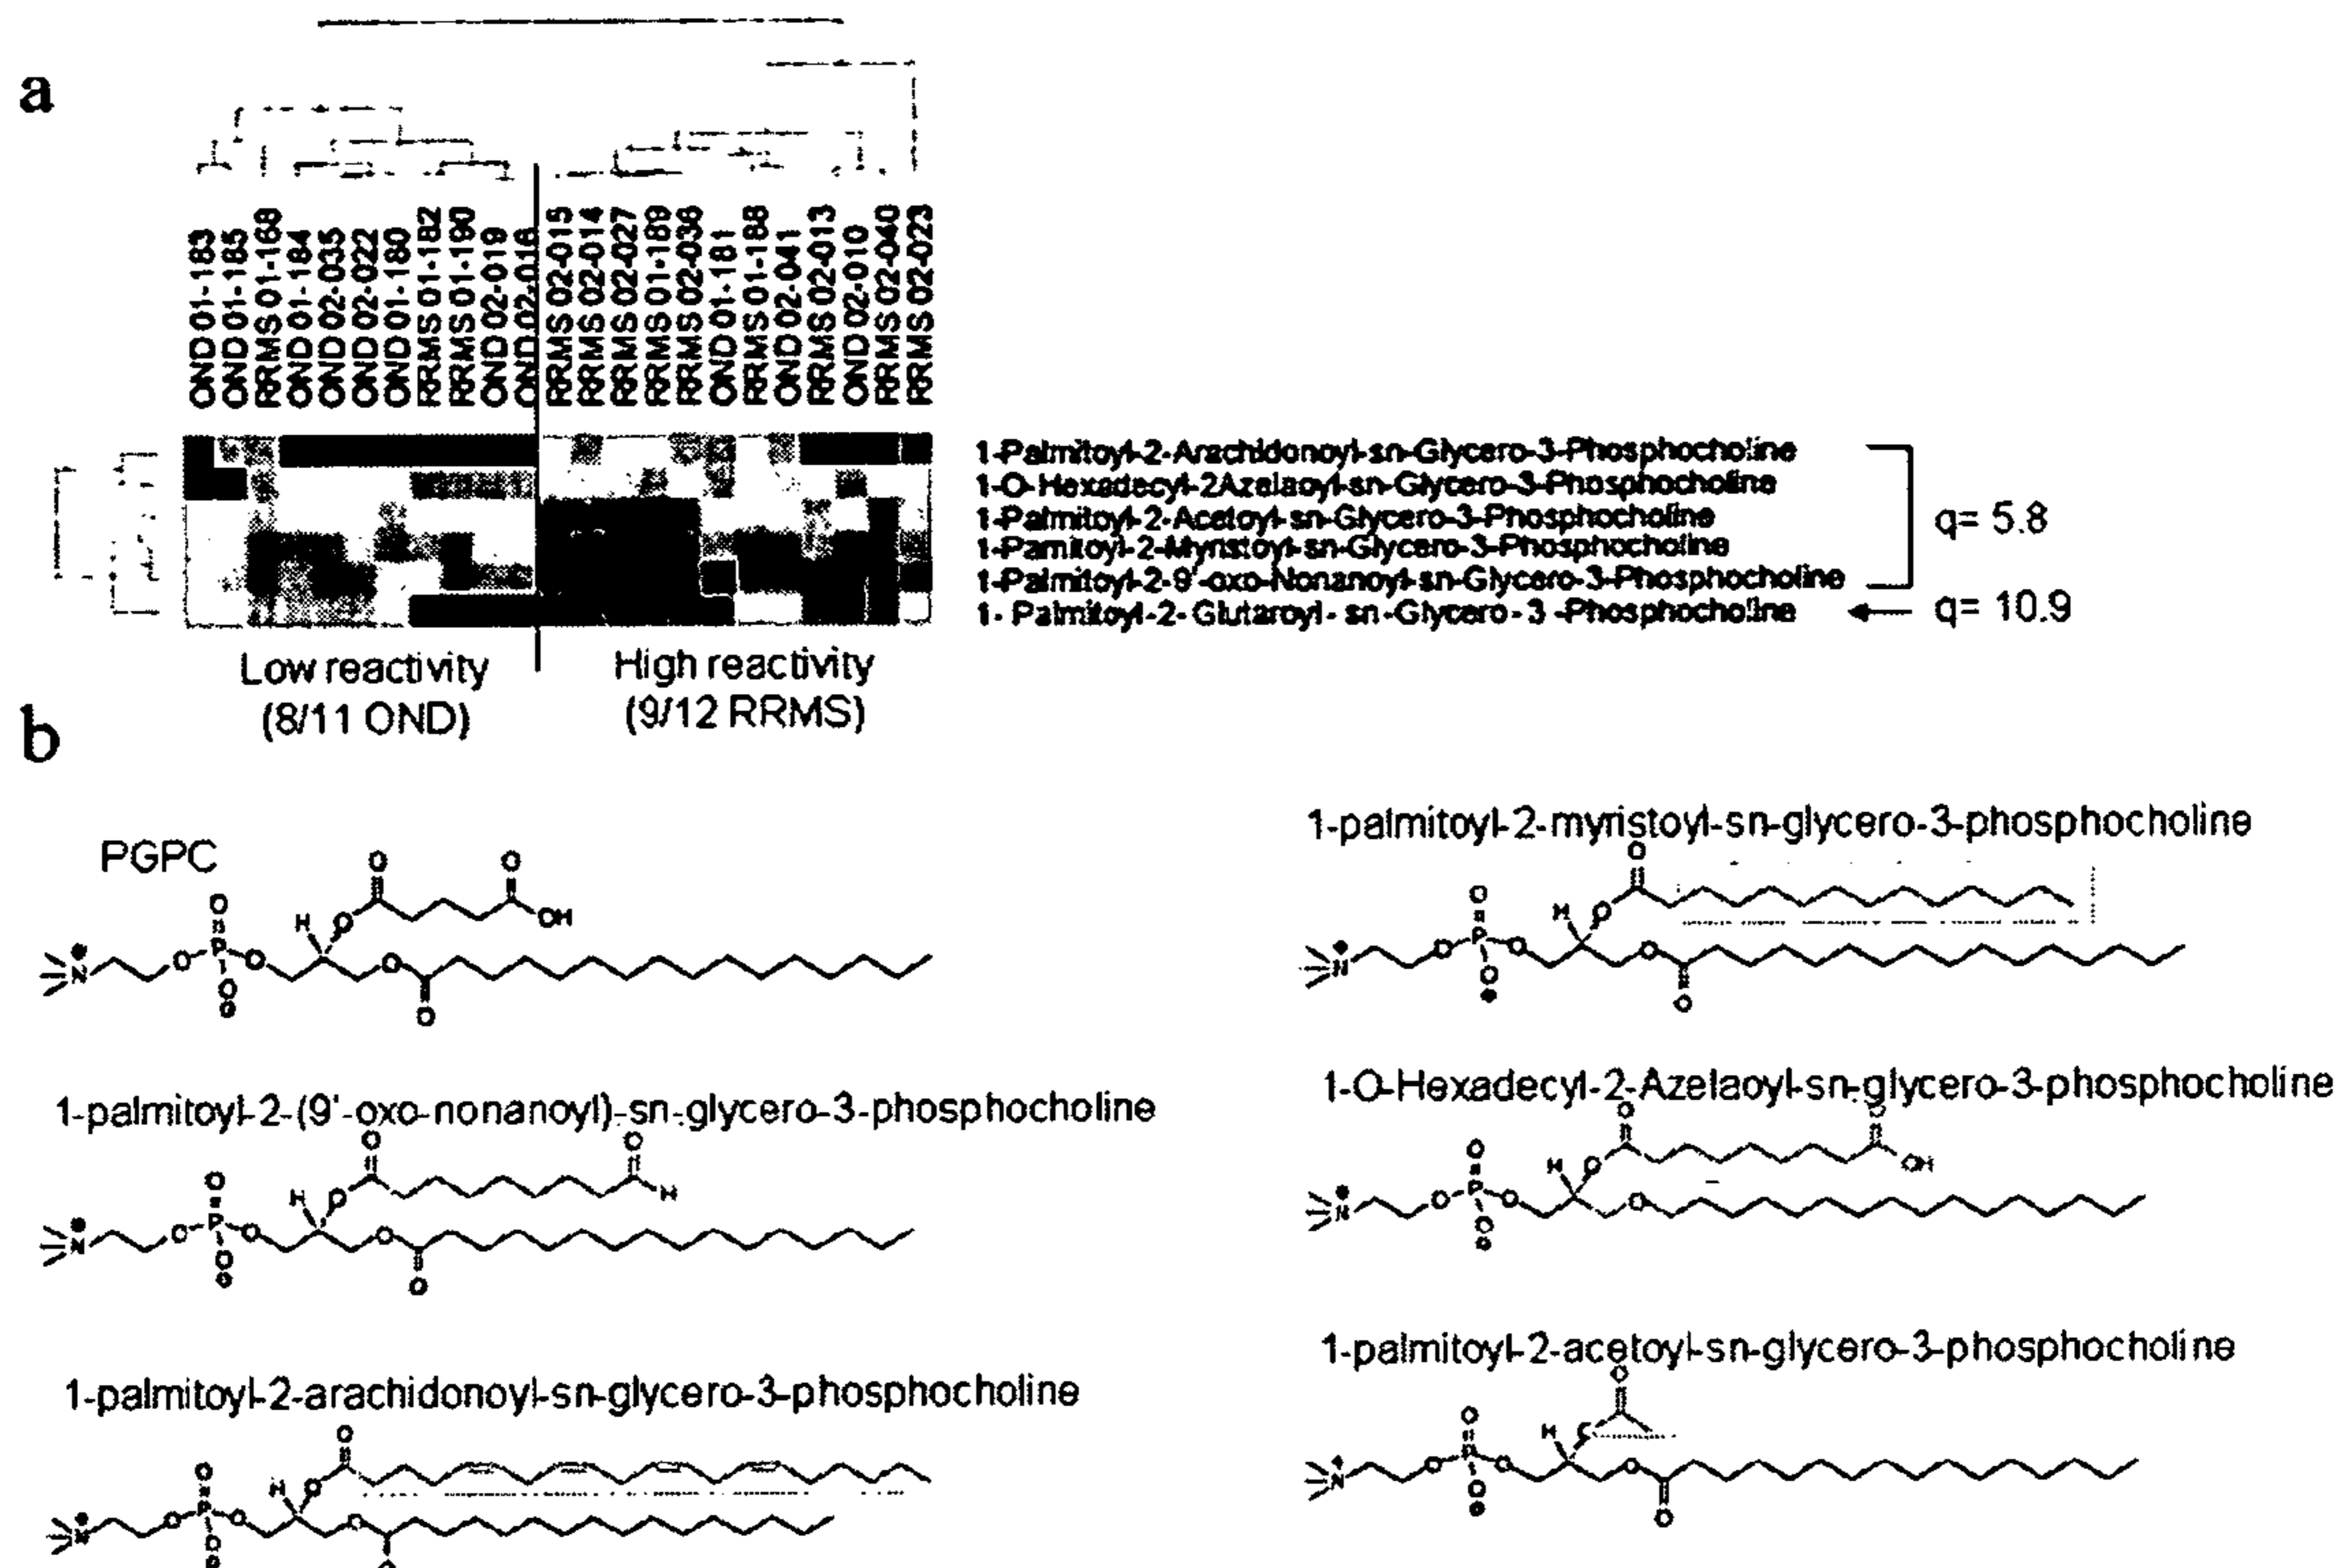 a
OND 01-183
OND 01-185
RRMS 01-168
OND 01-184
OND 02-035
OND 02-022
OND 01-180
RRMS 01-182
RRMS 01-190
OND 02-019
OND 02-016
RRMS 02-015
RRMS 02-014
RRMS 02-027
RRMS 01-189
RRMS 02-036
OND 01-181
RRMS 01-188
OND 02-041
RRMS 02-013
OND 02-010
RRMS 02-040
RRMS 02-023
1-Palmitoyl-2-Arachidonoyl-sn-Glycero-3-Phosphocholine
1-O-Hexadecyl-2Azelaoyl-sn-Glycero-3-Phosphocholine
1-Palmitoyl-2-Acetoyl-sn-Glycero-3-Phosphocholine
1-Pamitoyl-2-Myristoyl-sn-Glycero-3-Phosphocholine
1-Palmitoyl-2-9'-oxo-Nonanoyl-sn-Glycero-3-Phosphocholine
1- Palmitoyl-2- Glutaroyl- sn -Glycero - 3 -Phosphocholine
q= 5.8
q= 10.9
Low reactivity
(8/11 OND)
High reactivity
(9/12 RRMS)
b
PGPC
O O
O H O OH
N O P O O
O O
1-palmitoyl-2-myristoyl-sn-glycero-3-phosphocholine
O
O H O
N O P O O
O O
1-palmitoyl-2-(9'-oxo-nonanoyl)-sn-glycero-3-phosphocholine
O O
O H O H
N O P O O
O O
1-O-Hexadecyl-2-Azelaoyl-sn-glycero-3-phosphocholine
O O
O H O OH
N O P O O
O
1-palmitoyl-2-arachidonoyl-sn-glycero-3-phosphocholine
O
O H O
N O P O O
O
1-palmitoyl-2-acetoyl-sn-glycero-3-phosphocholine
O
O H
N O P O O
O O